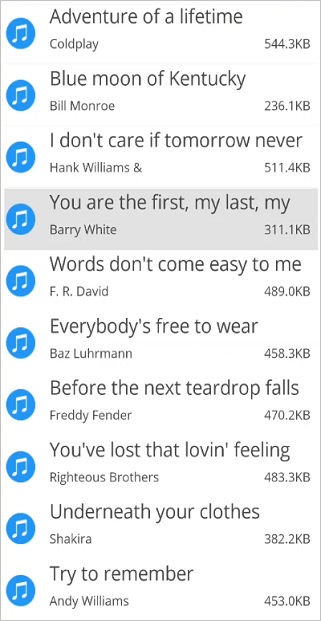 Adventure of a lifetime
Coldplay 544.3KB
Blue moon of Kentucky
Bill Monroe 236.1KB
I don't care if tomorrow never
Hank Williams & 511.4KB
You are the first, my last, my
Barry White 311.1KB
Words don't come easy to me
F. R. David 489.0KB
Everybody's free to wear
Baz Luhrmann 458.3KB
Before the next teardrop falls
Freddy Fender 470.2KB
You've lost that lovin' feeling
Righteous Brothers 483.3KB
Underneath your clothes
Shakira 382.2KB
Try to remember
Andy Williams 453.0KB